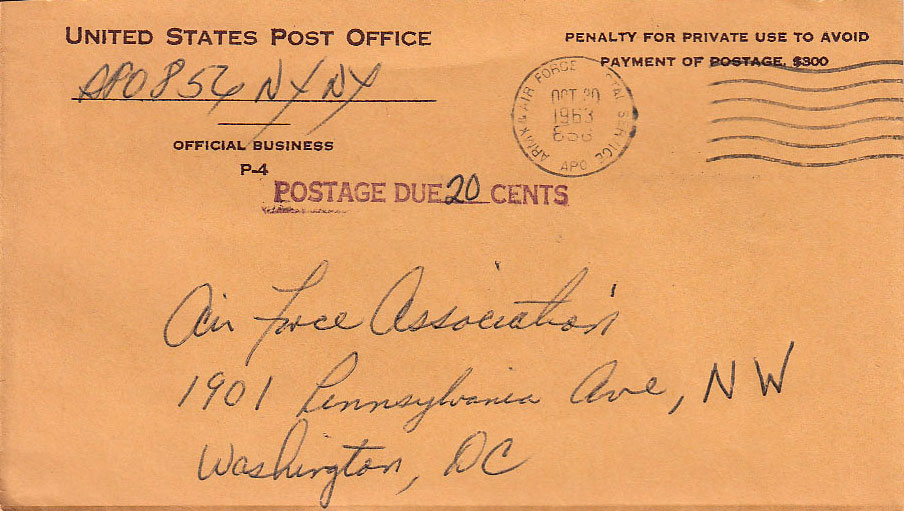 UNITED STATES POST OFFICE
APO 856 NY NY
OFFICIAL BUSINESS
P-4
PENALTY FOR PRIVATE USE TO AVOID
PAYMENT OF POSTAGE, $300
ARMY & AIR FORCE POSTAL SERVICE
OCT 20
1963
856
APO
POSTAGE DUE 20 CENTS
Air Force Association
1901 Pennsylvania Ave, NW
Washington, DC